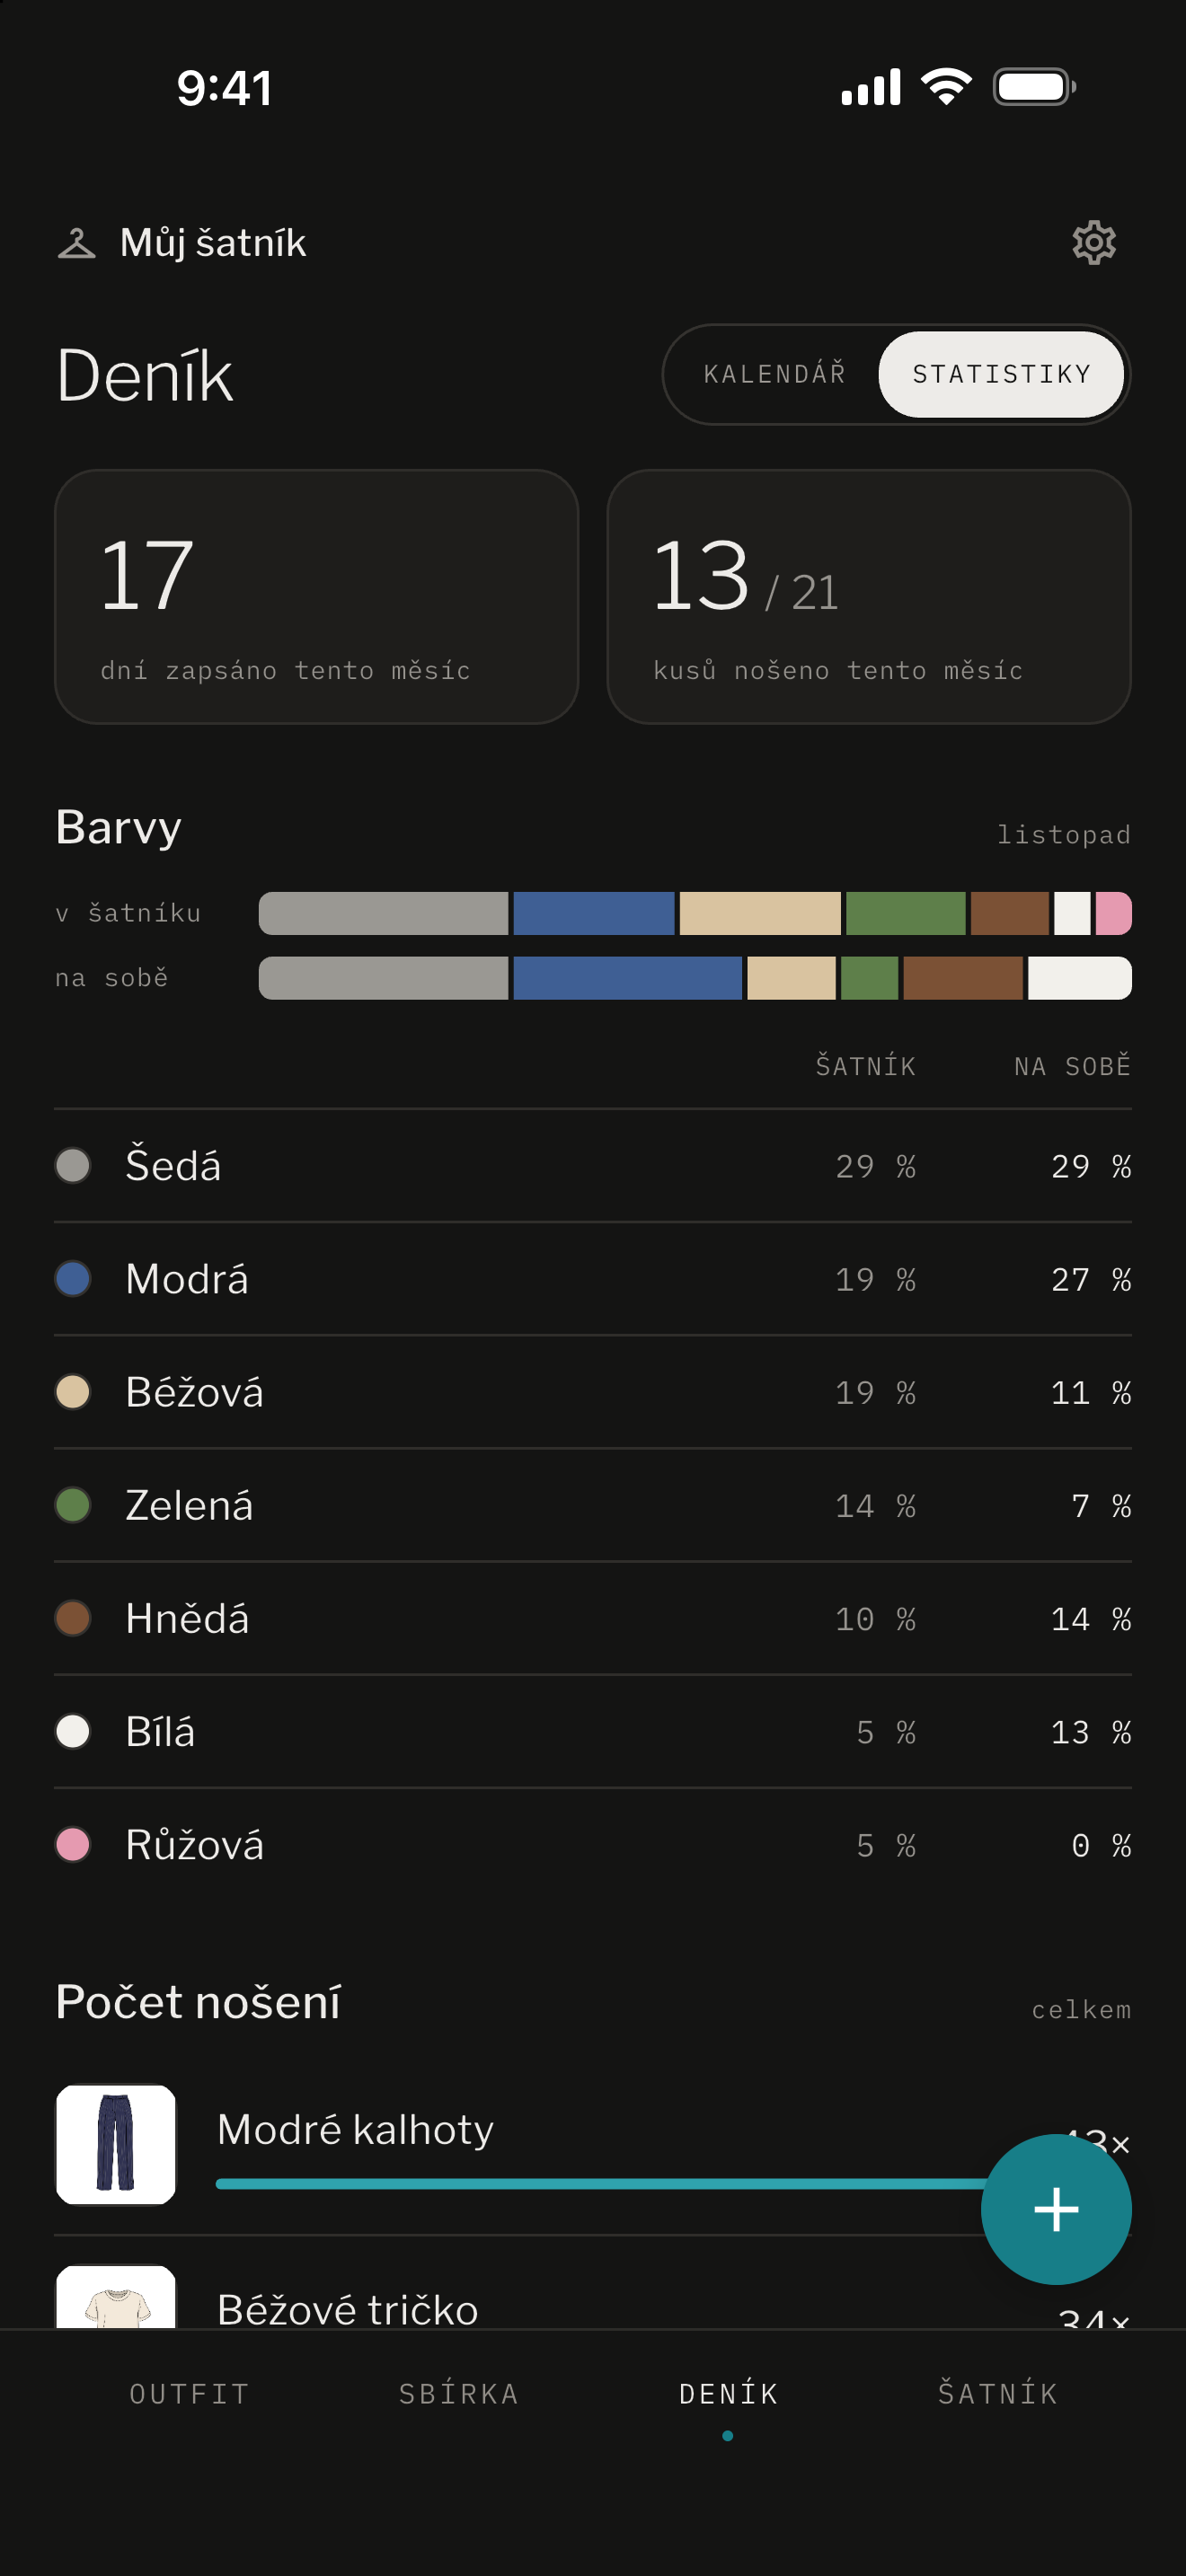 9:41
Můj šatník
Deník
KALENDÁŘ
STATISTIKY
17
dní zapsáno tento měsíc
13 / 21
kusů nošeno tento měsíc
Barvy
listopad
v šatníku
na sobě
ŠATNÍK NA SOBĚ
Šedá 29 % 29 %
Modrá 19 % 27 %
Béžová 19 % 11 %
Zelená 14 % 7 %
Hnědá 10 % 14 %
Bílá 5 % 13 %
Růžová 5 % 0 %
Počet nošení
celkem
Modré kalhoty
Béžové tričko 34×
OUTFIT SBÍRKA DENÍK ŠATNÍK